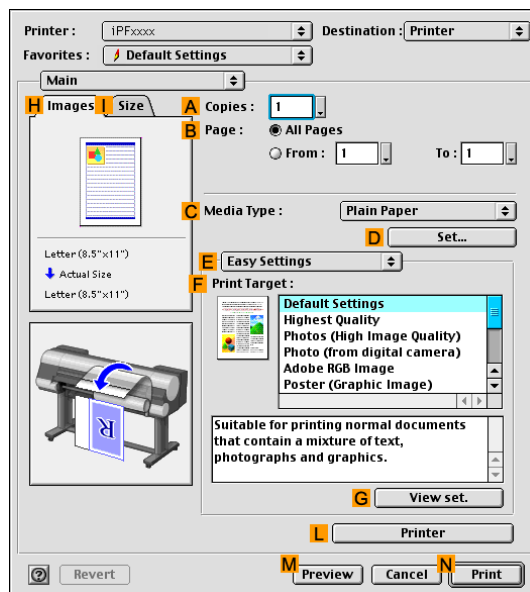 Printer : iPFxxxx Destination : Printer
Favorites : Default Settings
Main
H Images I Size
A Copies : 1
B Page : All Pages
From : 1 To : 1
C Media Type : Plain Paper
D Set...
E Easy Settings
F Print Target :
Default Settings
Highest Quality
Photos (High Image Quality)
Photo (from digital camera)
Adobe RGB Image
Poster (Graphic Image)
Letter (8.5"x11")
Actual Size
Letter (8.5"x11")
R
Suitable for printing normal documents
that contain a mixture of text,
photographs and graphics.
G View set.
L Printer
? Revert M Preview Cancel N Print